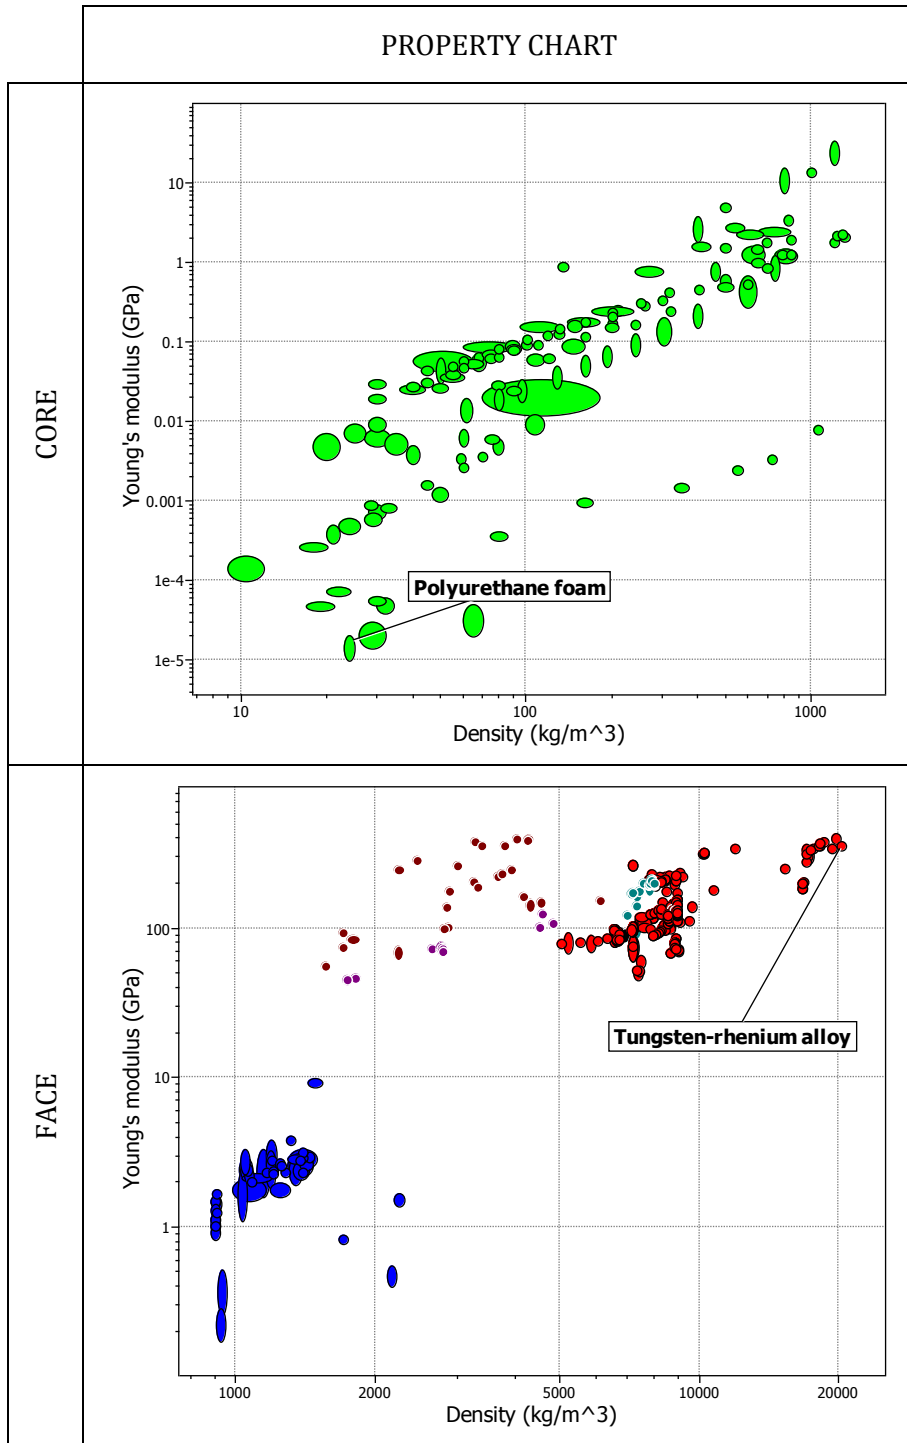 PROPERTY CHART
CORE
Young's modulus (GPa)
10
1
0.1
0.01
0.001
1e-4
1e-5
Polyurethane foam
10
100
1000
Density (kg/m^3)
FACE
Young's modulus (GPa)
100
10
1
Tungsten-rhenium alloy
1000
2000
5000
10000
20000
Density (kg/m^3)